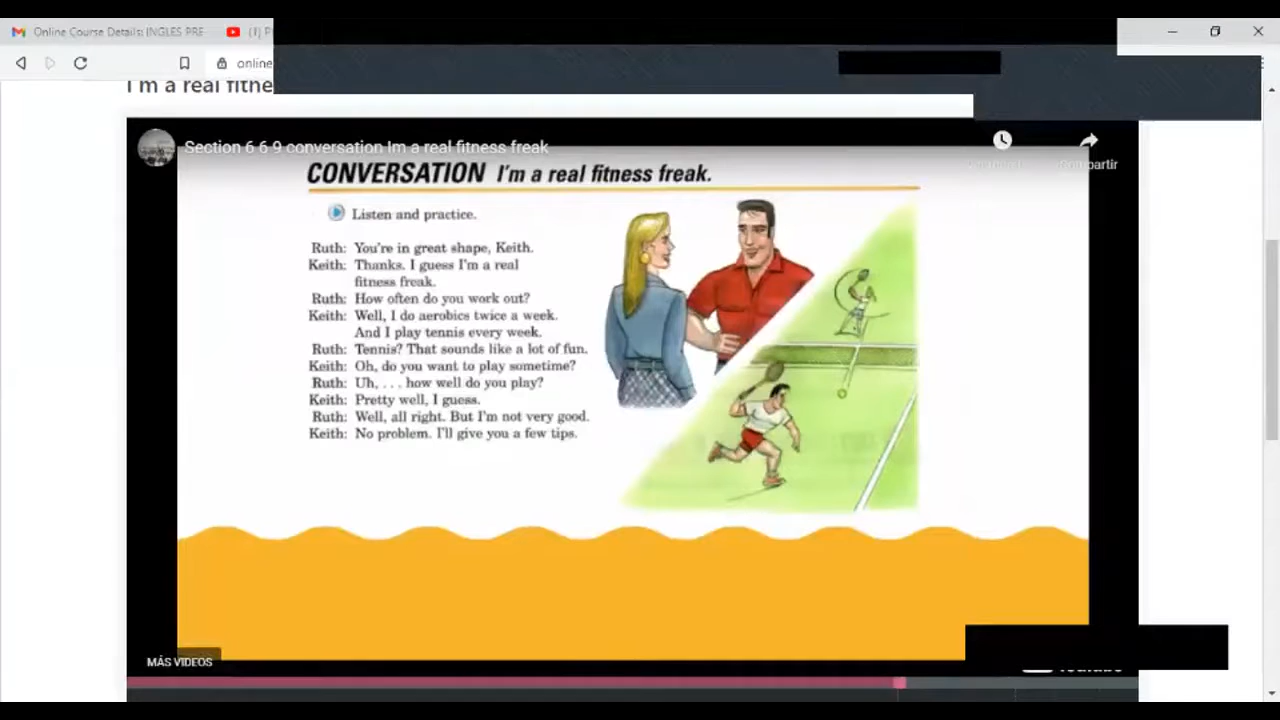 Online Course Details: INGLES PRE
(1)
online
I'm a real fitne
Section 6 6 9 conversation Im a real fitness freak
Compartir
CONVERSATION I'm a real fitness freak.
Listen and practice.
Ruth: You're in great shape, Keith.
Keith: Thanks. I guess I'm a real
fitness freak.
Ruth: How often do you work out?
Keith: Well, I do aerobics twice a week.
And I play tennis every week.
Ruth: Tennis? That sounds like a lot of fun.
Keith: Oh, do you want to play sometime?
Ruth: Uh, . . . how well do you play?
Keith: Pretty well, I guess.
Ruth: Well, all right. But I'm not very good.
Keith: No problem. I'll give you a few tips.
MÁS VIDEOS